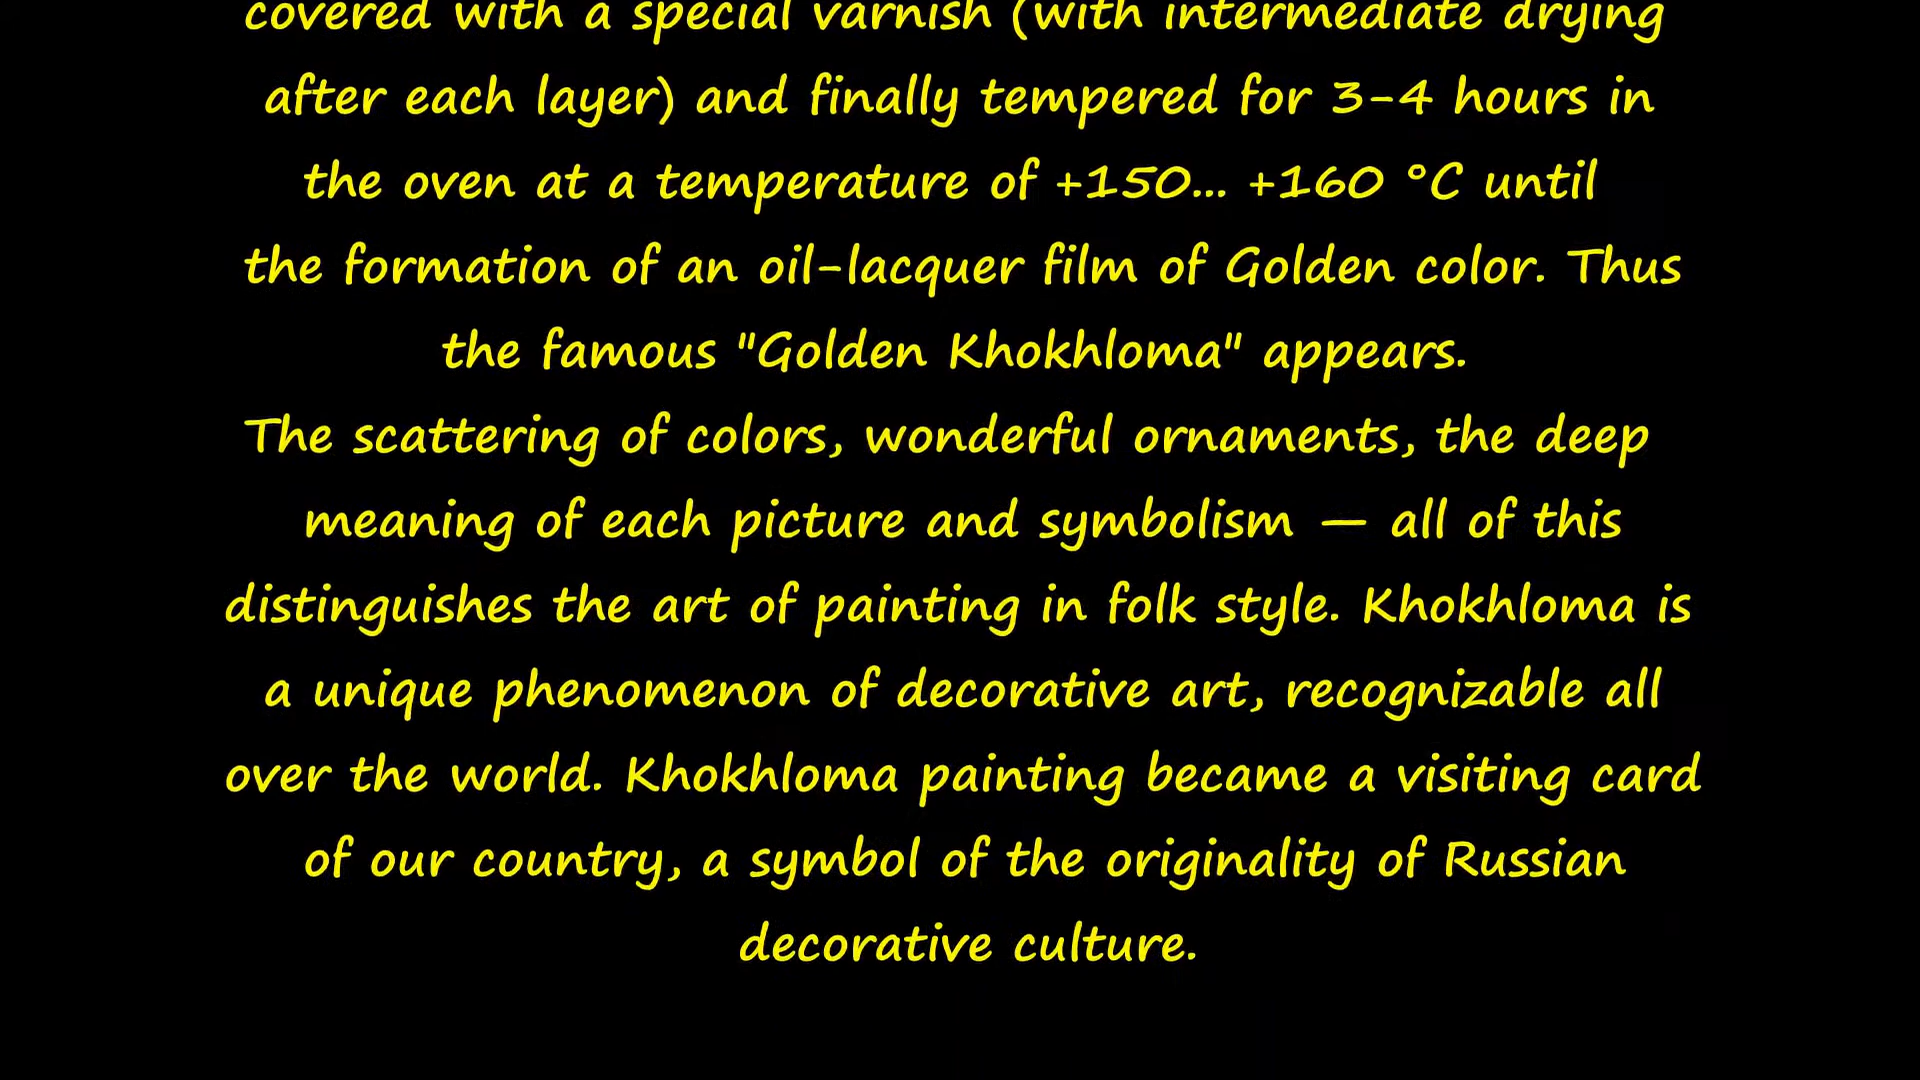 covered with a special varnish (with intermediate drying
after each layer) and finally tempered for 3-4 hours in
the oven at a temperature of +150... +160 °C until
the formation of an oil-lacquer film of Golden color. Thus
the famous "Golden Khokhloma" appears.
The scattering of colors, wonderful ornaments, the deep
meaning of each picture and symbolism — all of this
distinguishes the art of painting in folk style. Khokhloma is
a unique phenomenon of decorative art, recognizable all
over the world. Khokhloma painting became a visiting card
of our country, a symbol of the originality of Russian
decorative culture.